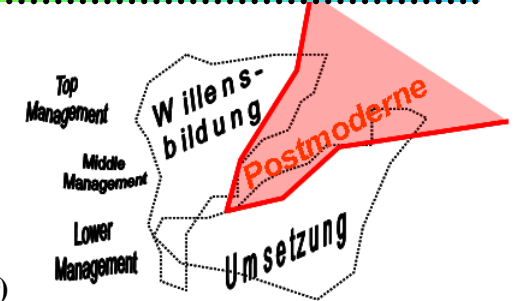 Top
Management
Willens-
bildung
Postmoderne
Middle
Management
Lower
Management
Umsetzung
)